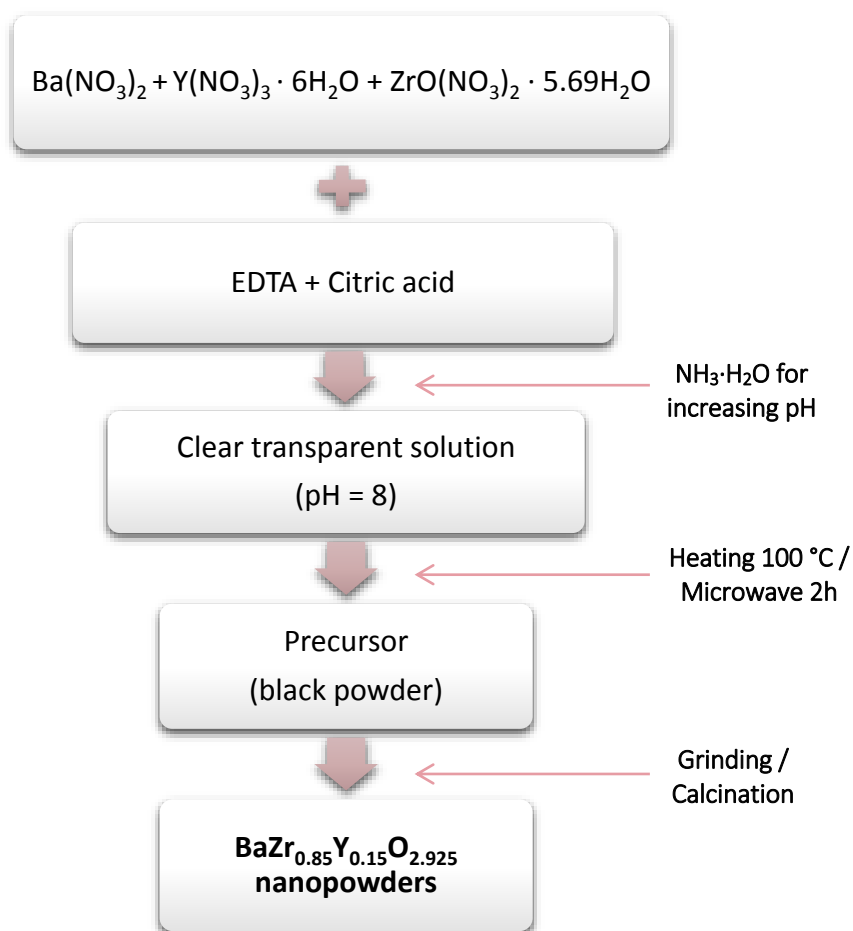 Ba(NO₃)₂ + Y(NO₃)₃ · 6H₂O + ZrO(NO₃)₂ · 5.69H₂O
EDTA + Citric acid
NH₃·H₂O for
increasing pH
Clear transparent solution
(pH = 8)
Heating 100 °C /
Microwave 2h
Precursor
(black powder)
Grinding /
Calcination
BaZr₀.₈₅Y₀.₁₅O₂.₉₂₅
nanopowders